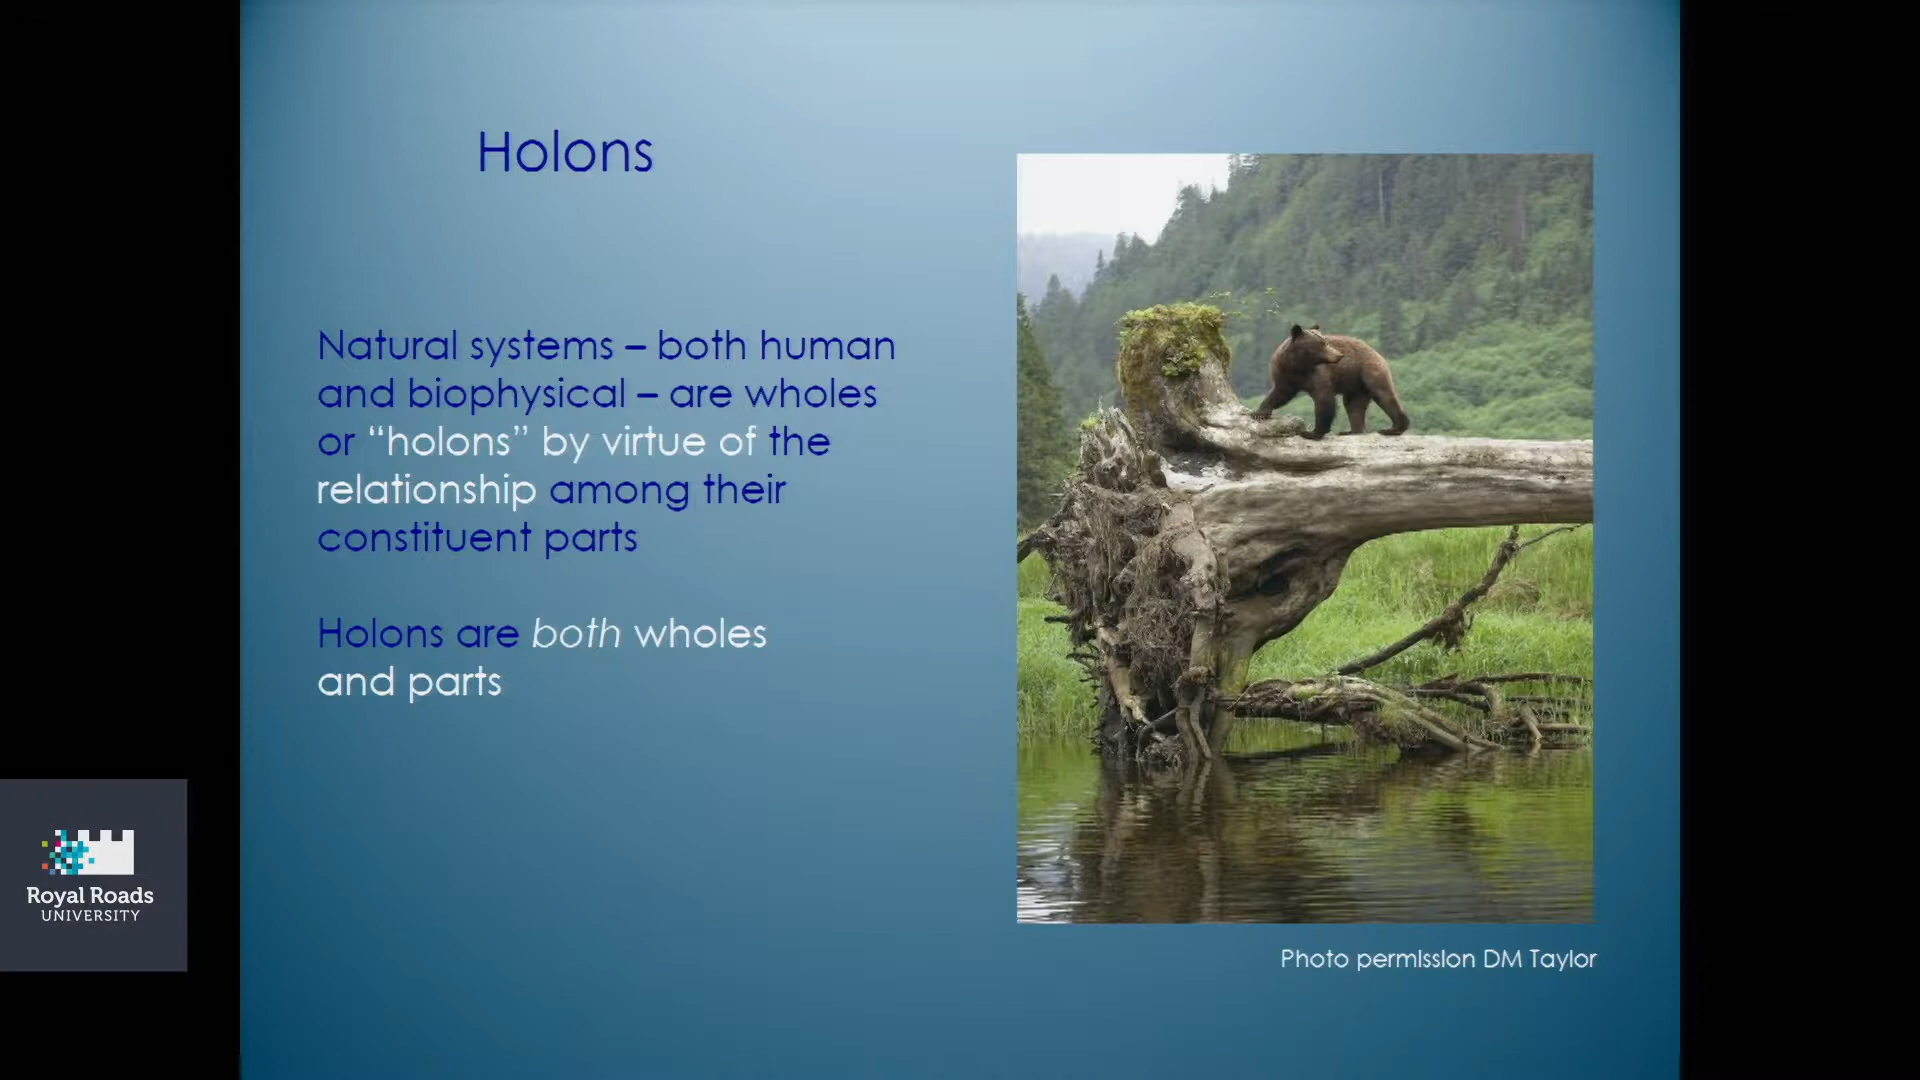 Holons
Natural systems – both human
and biophysical – are wholes
or “holons” by virtue of the
relationship among their
constituent parts
Holons are both wholes
and parts
Photo permission DM Taylor
Royal Roads
UNIVERSITY